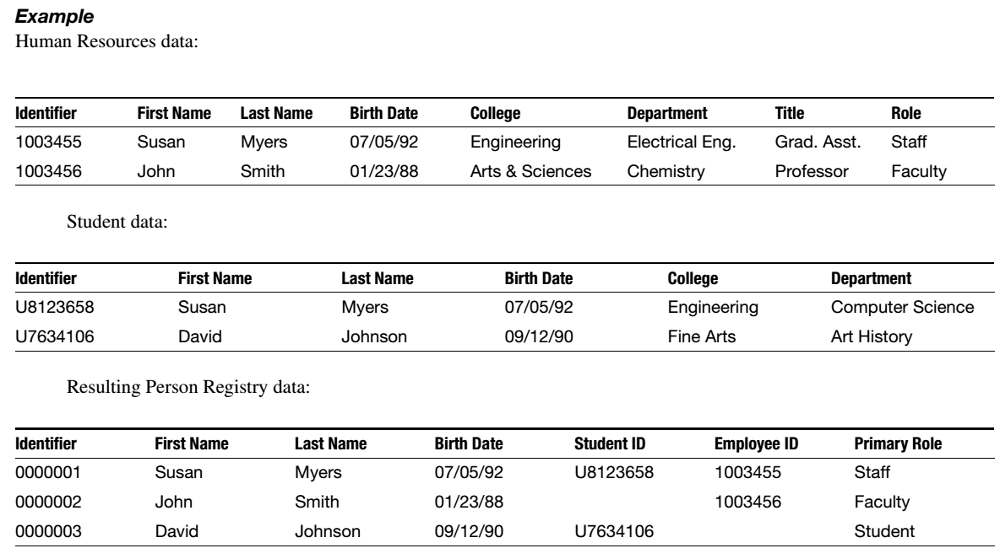 Example
Human Resources data:
Identifier First Name Last Name Birth Date College Department Title Role
1003455 Susan Myers 07/05/92 Engineering Electrical Eng. Grad. Asst. Staff
1003456 John Smith 01/23/88 Arts & Sciences Chemistry Professor Faculty
Student data:
Identifier First Name Last Name Birth Date College Department
U8123658 Susan Myers 07/05/92 Engineering Computer Science
U7634106 David Johnson 09/12/90 Fine Arts Art History
Resulting Person Registry data:
Identifier First Name Last Name Birth Date Student ID Employee ID Primary Role
0000001 Susan Myers 07/05/92 U8123658 1003455 Staff
0000002 John Smith 01/23/88 1003456 Faculty
0000003 David Johnson 09/12/90 U7634106 Student